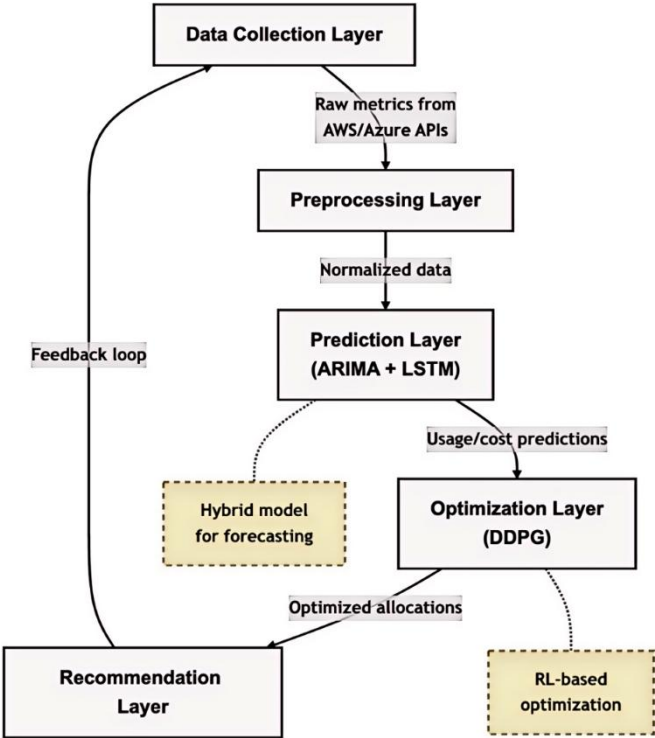 Data Collection Layer
Raw metrics from
AWS/Azure APIs
Preprocessing Layer
Normalized data
Prediction Layer
(ARIMA + LSTM)
Feedback loop
Usage/cost predictions
Hybrid model
for forecasting
Optimization Layer
(DDPG)
Optimized allocations
Recommendation
Layer
RL-based
optimization